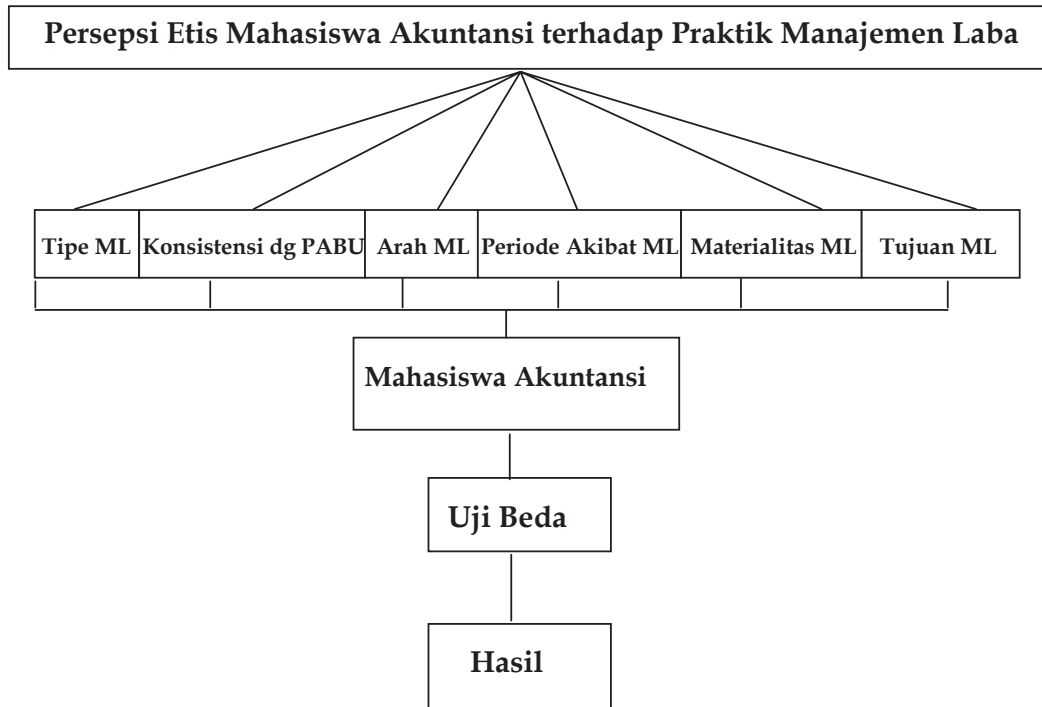 Persepsi Etis Mahasiswa Akuntansi terhadap Praktik Manajemen Laba
Tipe ML
Konsistensi dg PABU
Arah ML
Periode Akibat ML
Materialitas ML
Tujuan ML
Mahasiswa Akuntansi
Uji Beda
Hasil